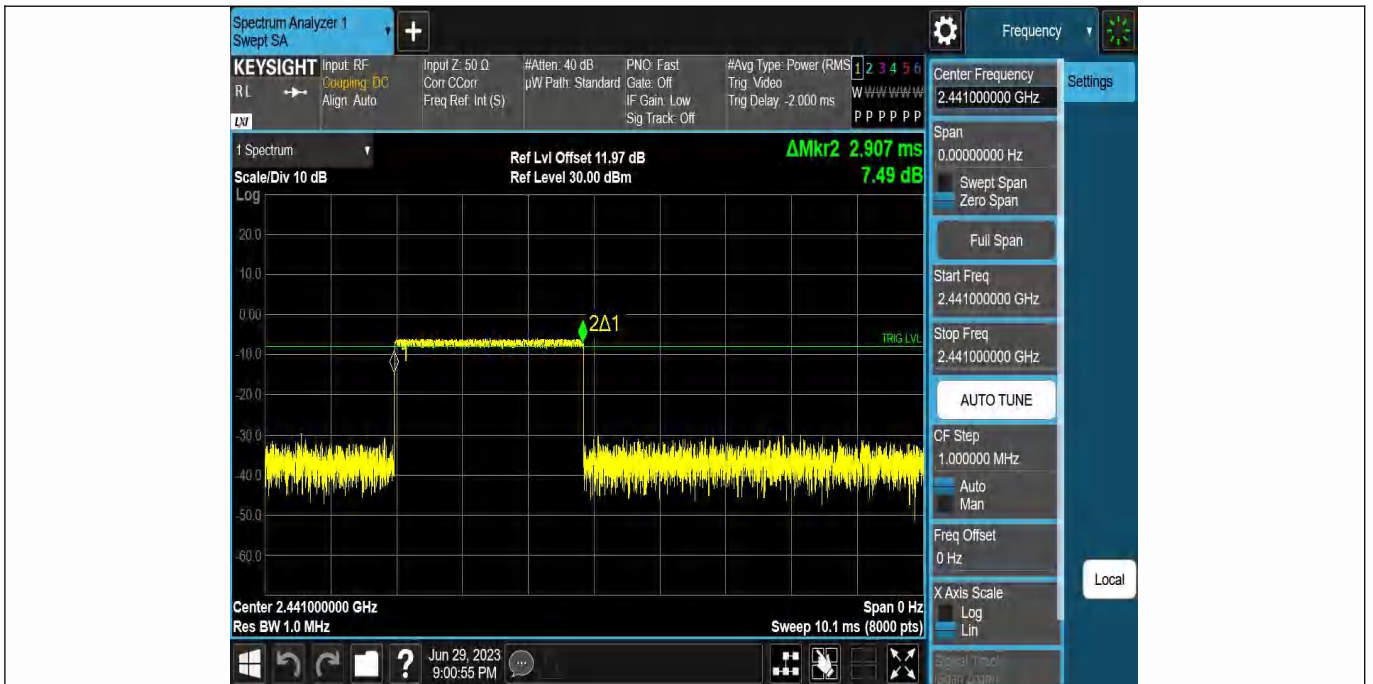 Spectrum Analyzer 1
Swept SA
+
Frequency
KEYSIGHT
RL
LXI
Input: RF
Coupling: DC
Align: Auto
Input Z: 50 Ω
Corr CCorr
Freq Ref: Int (S)
#Atten: 40 dB
µW Path: Standard
PNO: Fast
Gate: Off
IF Gain: Low
Sig Track: Off
#Avg Type: Power (RMS
Trig: Video
Trig Delay: -2.000 ms
1 2 3 4 5 6
W W W W W W
P P P P P P
1 Spectrum
Scale/Div 10 dB
Log
Ref Lvl Offset 11.97 dB
Ref Level 30.00 dBm
ΔMkr2 2.907 ms
7.49 dB
20.0
10.0
0.00
-10.0
-20.0
-30.0
-40.0
-50.0
-60.0
2Δ1
1
TRIG LVL
Center 2.441000000 GHz
Res BW 1.0 MHz
Span 0 Hz
Sweep 10.1 ms (8000 pts)
Center Frequency
2.441000000 GHz
Settings
Span
0.00000000 Hz
Swept Span
Zero Span
Full Span
Start Freq
2.441000000 GHz
Stop Freq
2.441000000 GHz
AUTO TUNE
CF Step
1.000000 MHz
Auto
Man
Freq Offset
0 Hz
X Axis Scale
Log
Lin
Signal Track
(Span Zoom)
Local
?
Jun 29, 2023
9:00:55 PM